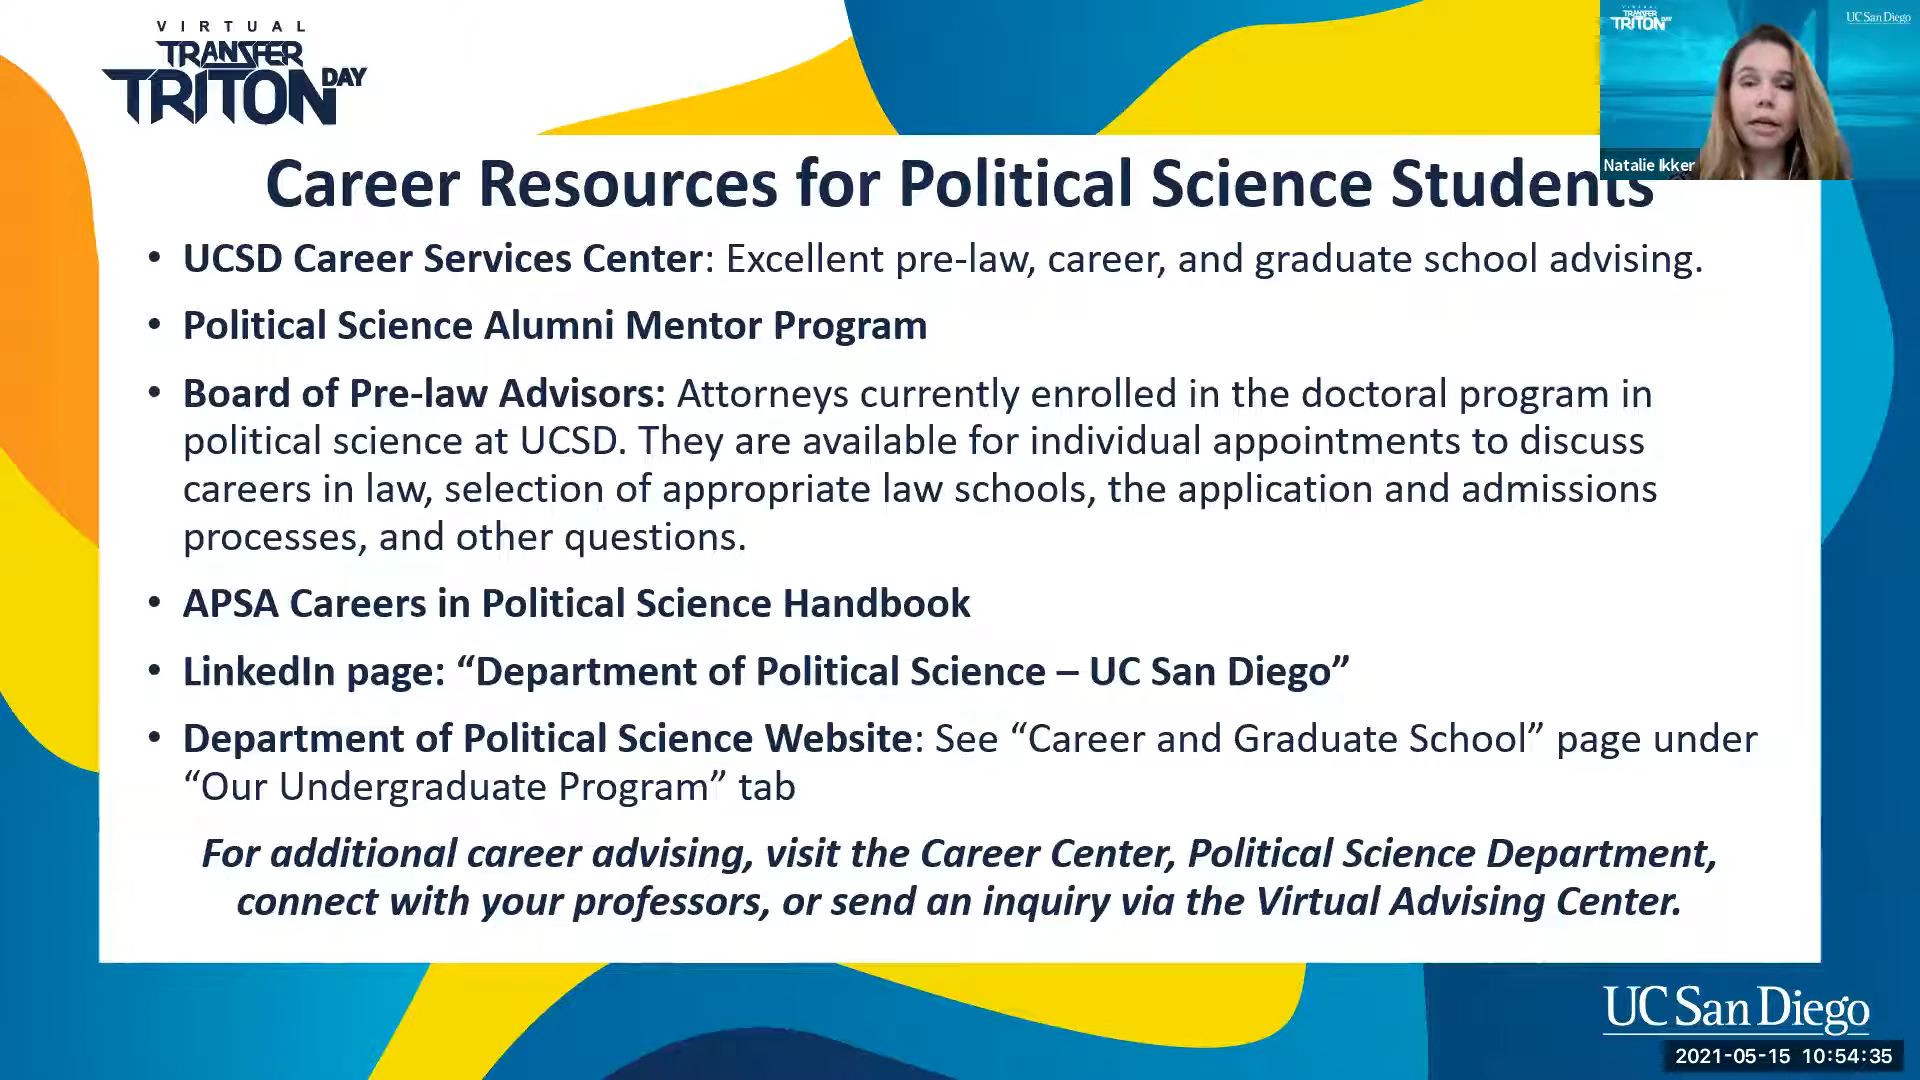 VIRTUAL
TRANSFER
TRITON DAY
VIRTUAL
TRANSFER
TRITON DAY
UC San Diego
Natalie Ikker
Career Resources for Political Science Students
• UCSD Career Services Center: Excellent pre-law, career, and graduate school advising.
• Political Science Alumni Mentor Program
• Board of Pre-law Advisors: Attorneys currently enrolled in the doctoral program in
political science at UCSD. They are available for individual appointments to discuss
careers in law, selection of appropriate law schools, the application and admissions
processes, and other questions.
• APSA Careers in Political Science Handbook
• LinkedIn page: “Department of Political Science – UC San Diego”
• Department of Political Science Website: See “Career and Graduate School” page under
“Our Undergraduate Program” tab
For additional career advising, visit the Career Center, Political Science Department,
connect with your professors, or send an inquiry via the Virtual Advising Center.
UC San Diego
2021-05-15 10:54:35